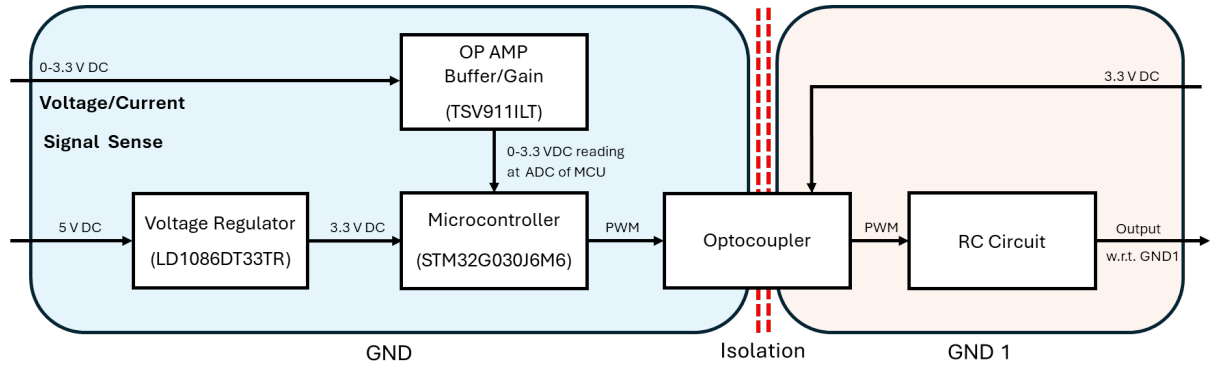 OP AMP
Buffer/Gain
(TSV911ILT)
0-3.3 V DC
Voltage/Current
Signal Sense
3.3 V DC
0-3.3 VDC reading
at ADC of MCU
5 V DC
Voltage Regulator
(LD1086DT33TR)
3.3 V DC
Microcontroller
(STM32G030J6M6)
PWM
Optocoupler
PWM
RC Circuit
Output
w.r.t. GND1
GND
Isolation
GND 1